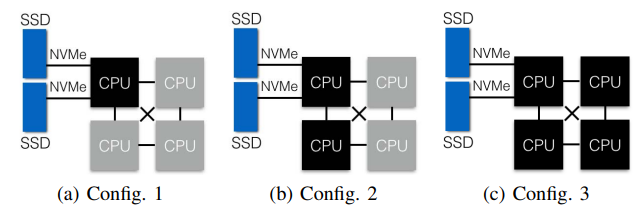 SSD SSD SSD
NVMe NVMe NVMe
CPU CPU CPU CPU CPU CPU
NVMe NVMe NVMe
CPU CPU CPU CPU CPU CPU
SSD SSD SSD
(a) Config. 1 (b) Config. 2 (c) Config. 3